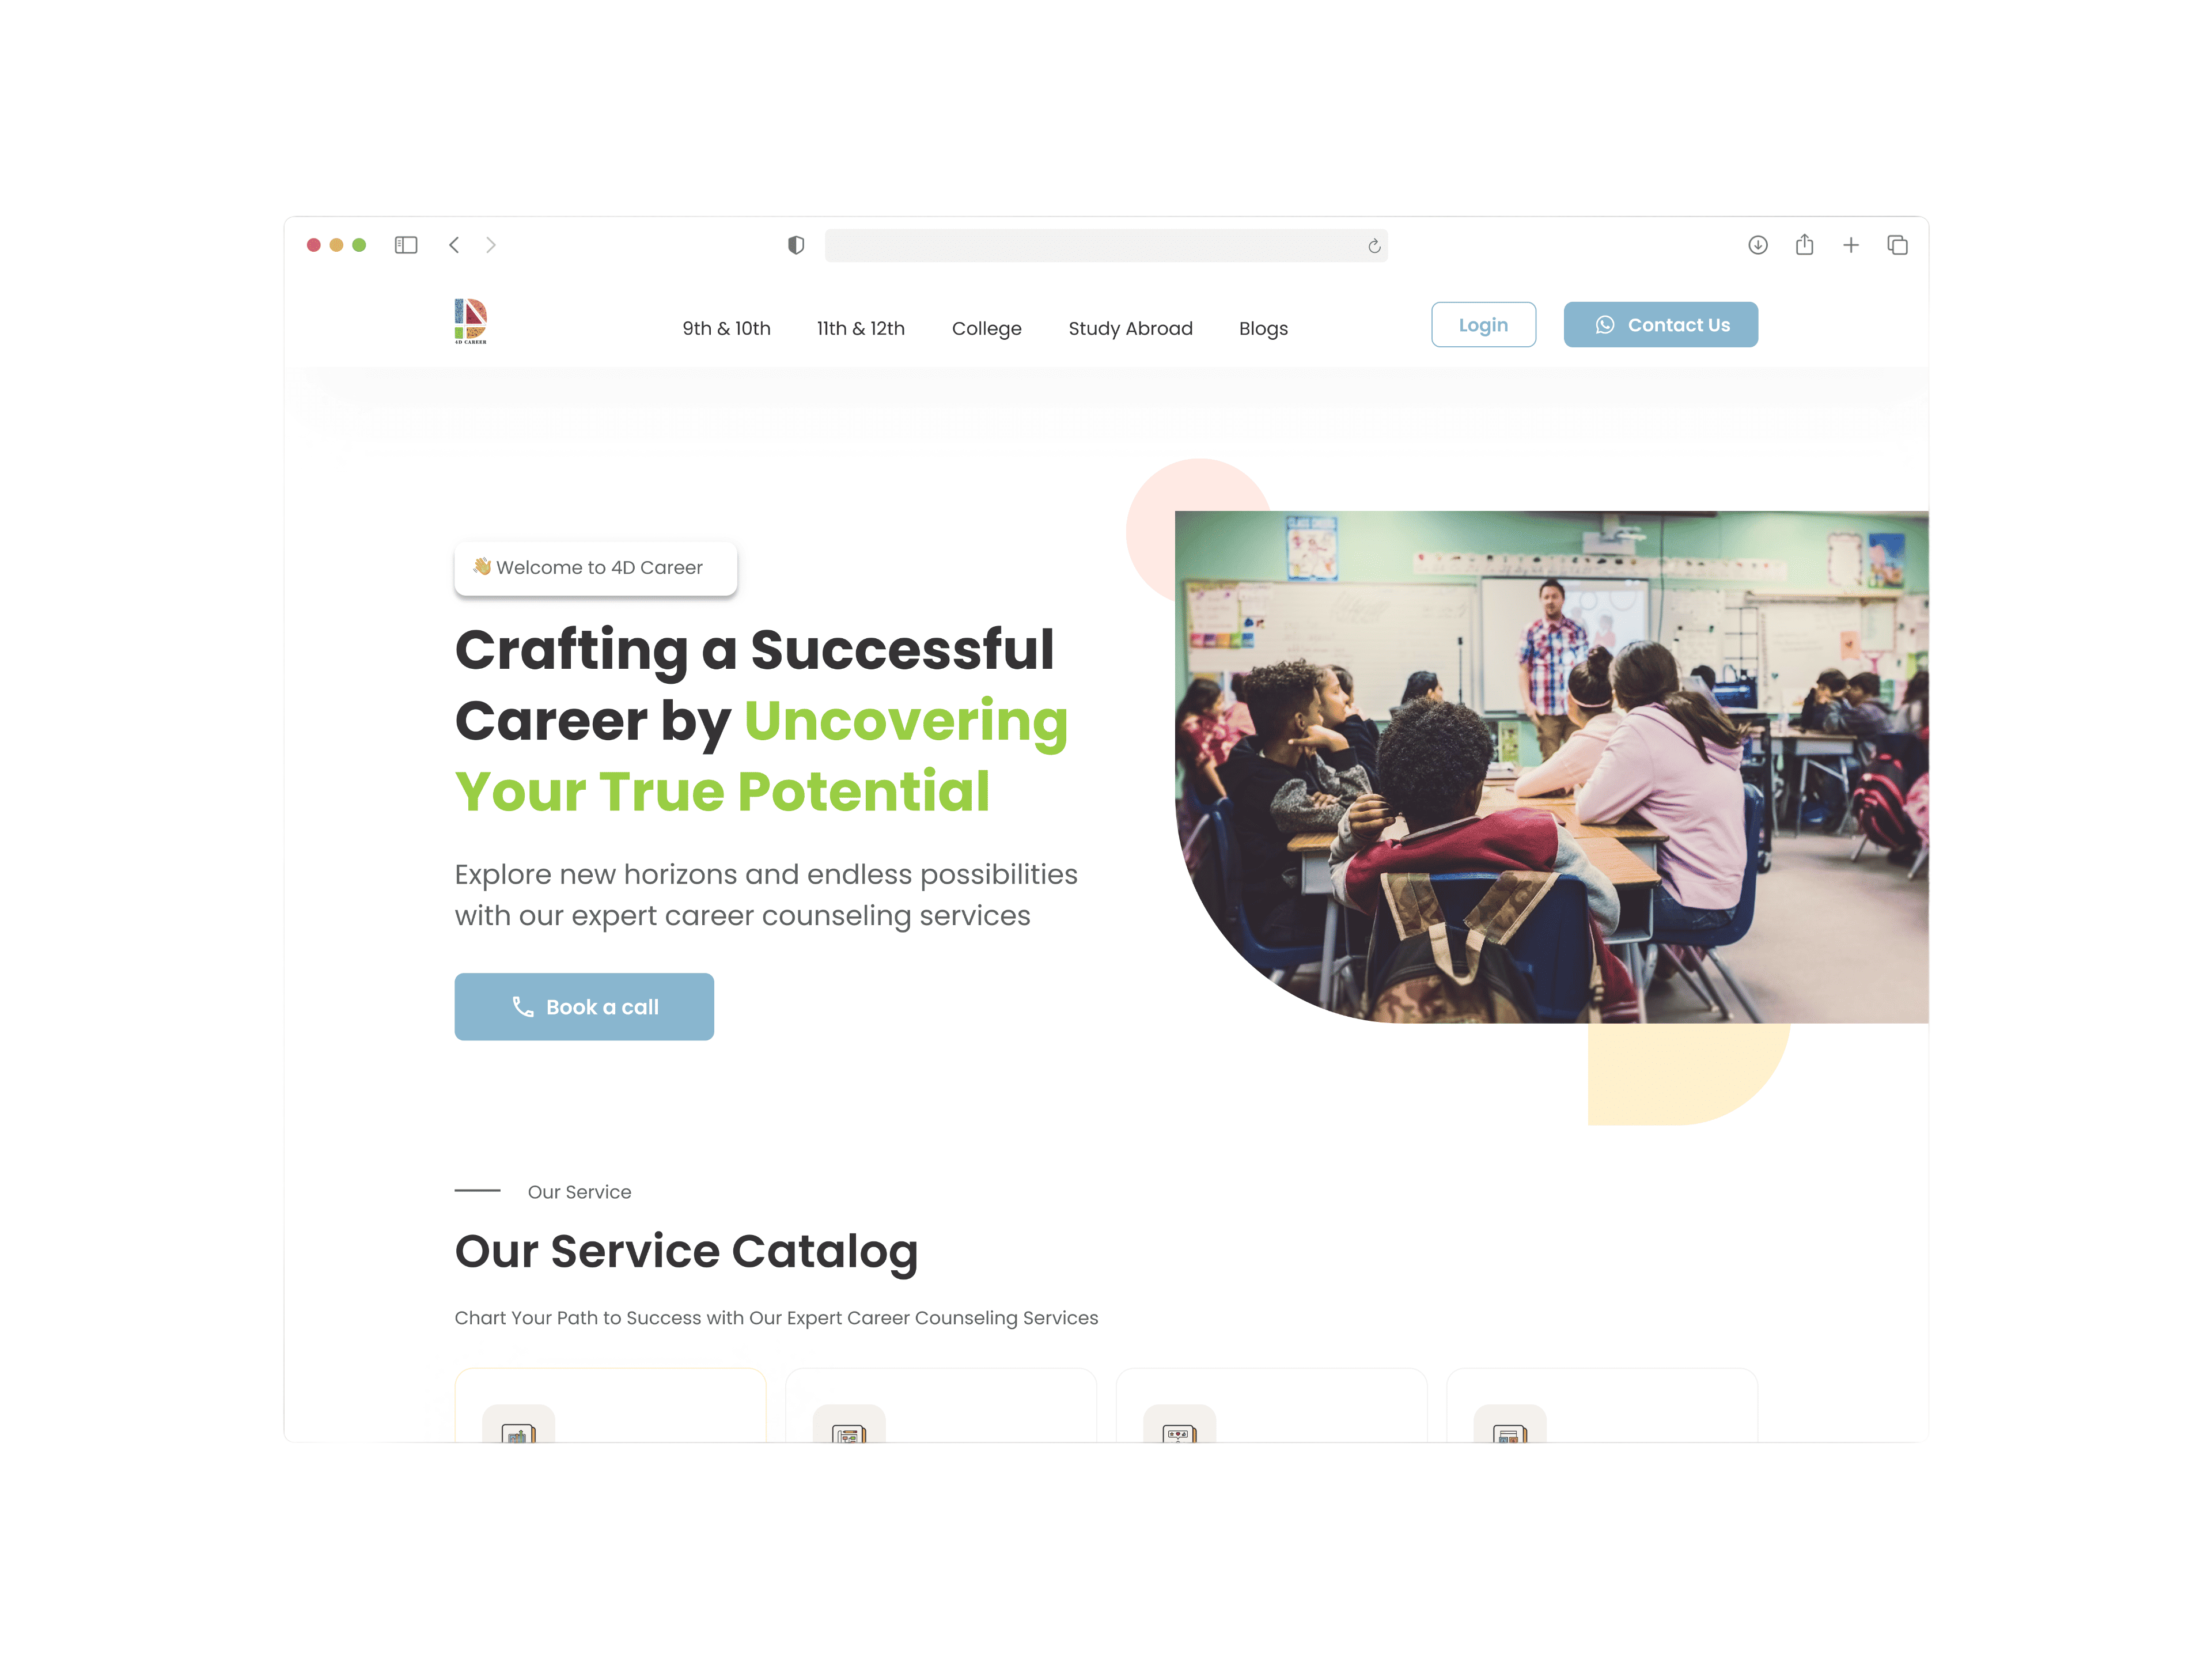 4D CAREER
9th & 10th
11th & 12th
College
Study Abroad
Blogs
Login
Contact Us
👋 Welcome to 4D Career
Crafting a Successful
Career by Uncovering
Your True Potential
Explore new horizons and endless possibilities
with our expert career counseling services
Book a call
Our Service
Our Service Catalog
Chart Your Path to Success with Our Expert Career Counseling Services